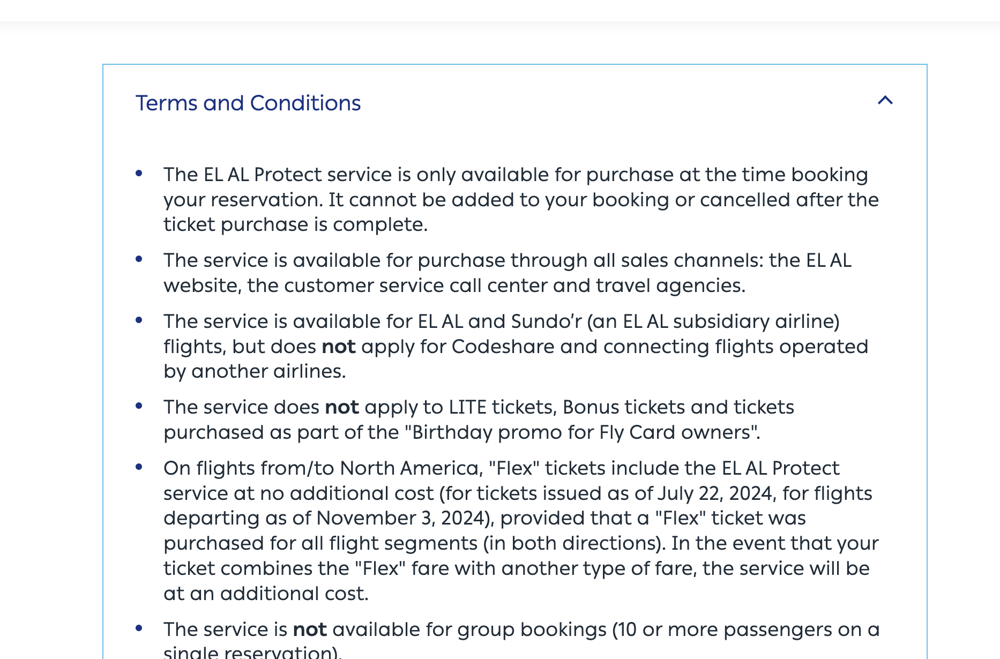 Terms and Conditions
The EL AL Protect service is only available for purchase at the time booking
your reservation. It cannot be added to your booking or cancelled after the
ticket purchase is complete.
The service is available for purchase through all sales channels: the EL AL
website, the customer service call center and travel agencies.
The service is available for EL AL and Sundo'r (an EL AL subsidiary airline)
flights, but does not apply for Codeshare and connecting flights operated
by another airlines.
The service does not apply to LITE tickets, Bonus tickets and tickets
purchased as part of the "Birthday promo for Fly Card owners".
On flights from/to North America, "Flex" tickets include the EL AL Protect
service at no additional cost (for tickets issued as of July 22, 2024, for flights
departing as of November 3, 2024), provided that a "Flex" ticket was
purchased for all flight segments (in both directions). In the event that your
ticket combines the "Flex" fare with another type of fare, the service will be
at an additional cost.
The service is not available for group bookings (10 or more passengers on a
single reservation).